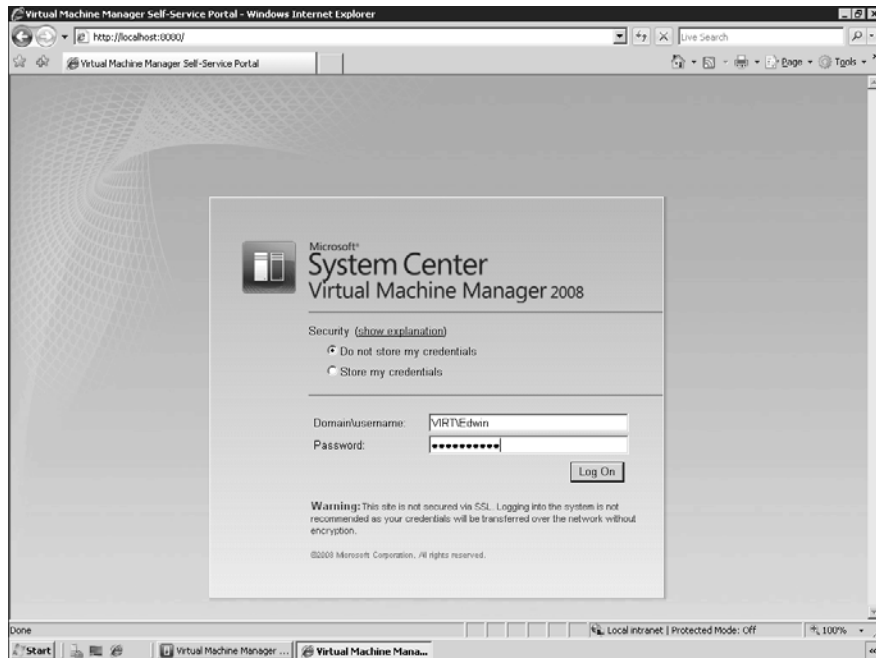 Virtual Machine Manager Self-Service Portal - Windows Internet Explorer
http://localhost:8080/
Live Search
Virtual Machine Manager Self-Service Portal
Page
Tools
Microsoft®
System Center
Virtual Machine Manager 2008
Security (show explanation)
Do not store my credentials
Store my credentials
Domain\username:
VIRT\Edwin
Password:
••••••••••
Log On
Warning: This site is not secured via SSL. Logging into the system is not
recommended as your credentials will be transferred over the network without
encryption.
©2008 Microsoft Corporation, All rights reserved.
Done
Local intranet | Protected Mode: Off
100%
Start
Virtual Machine Manager ...
Virtual Machine Mana...